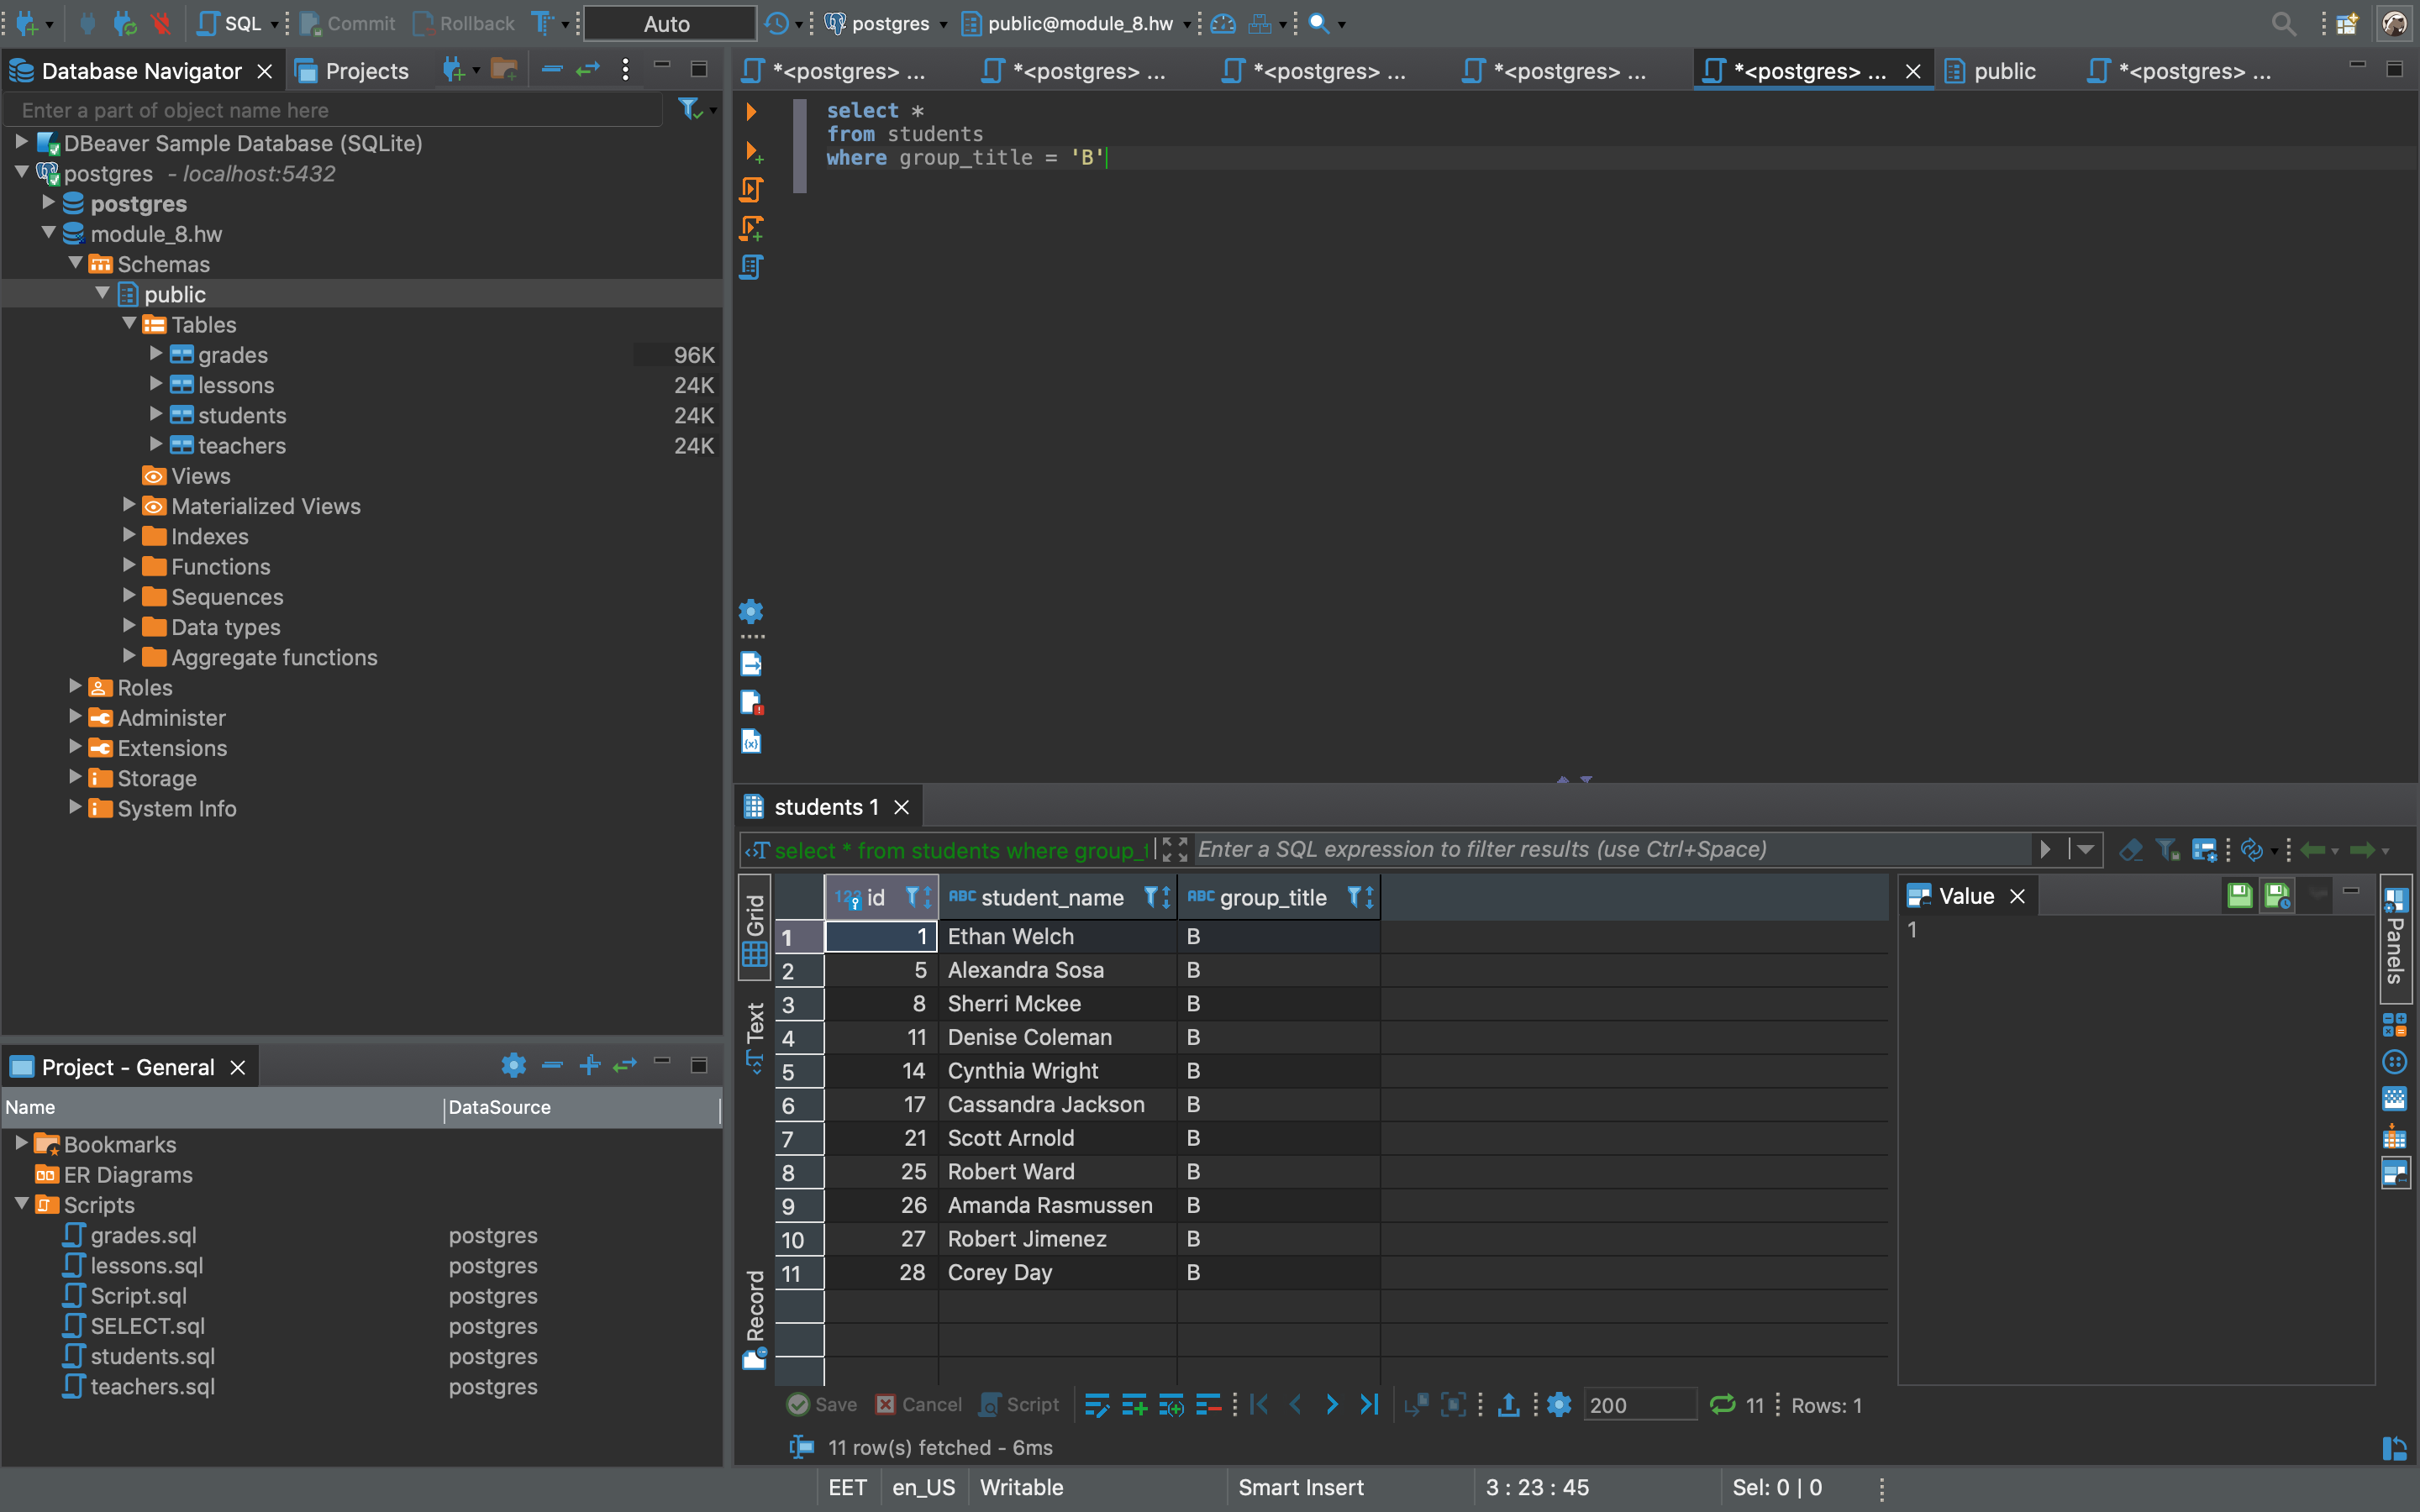 SQL Commit Rollback Auto postgres public@module_8.hw
Database Navigator Projects
*<postgres> ... *<postgres> ... *<postgres> ... *<postgres> ... *<postgres> ... public *<postgres> ...
Enter a part of object name here
DBeaver Sample Database (SQLite)
postgres - localhost:5432
postgres
module_8.hw
Schemas
public
Tables
grades 96K
lessons 24K
students 24K
teachers 24K
Views
Materialized Views
Indexes
Functions
Sequences
Data types
Aggregate functions
Roles
Administer
Extensions
Storage
System Info
Project - General
Name DataSource
Bookmarks
ER Diagrams
Scripts
grades.sql postgres
lessons.sql postgres
Script.sql postgres
SELECT.sql postgres
students.sql postgres
teachers.sql postgres
select *
from students
where group_title = 'B'
students 1
select * from students where group_t
Enter a SQL expression to filter results (use Ctrl+Space)
Grid
Text
Record
123 id ABC student_name ABC group_title
1 1 Ethan Welch B
2 5 Alexandra Sosa B
3 8 Sherri Mckee B
4 11 Denise Coleman B
5 14 Cynthia Wright B
6 17 Cassandra Jackson B
7 21 Scott Arnold B
8 25 Robert Ward B
9 26 Amanda Rasmussen B
10 27 Robert Jimenez B
11 28 Corey Day B
Value
1
Panels
Save Cancel Script 200 11 Rows: 1
11 row(s) fetched - 6ms
EET en_US Writable Smart Insert 3 : 23 : 45 Sel: 0 | 0